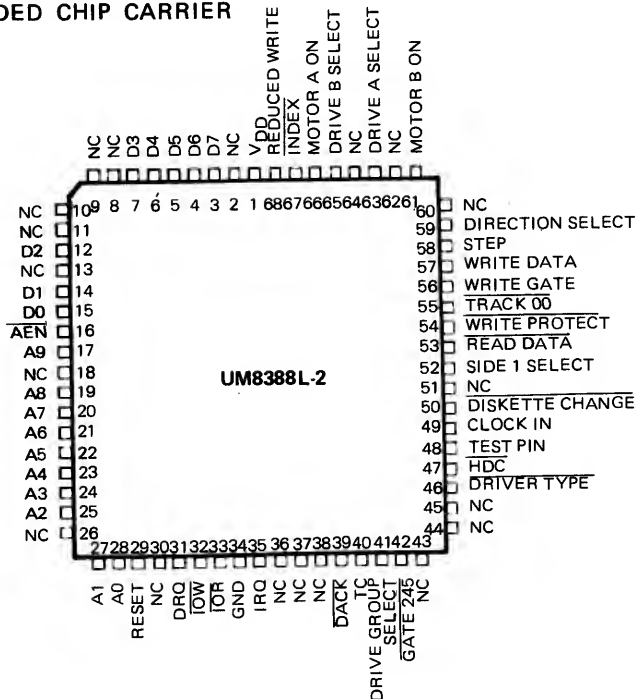 DED CHIP CARRIER
NC
NC
D3
D4
D5
D6
D7
NC
VDD
REDUCED WRITE
INDEX
MOTOR A ON
DRIVE B SELECT
NC
DRIVE A SELECT
NC
MOTOR B ON
9 8 7 6 5 4 3 2 1 68 67 66 65 64 63 62 61
NC 10
NC 11
D2 12
NC 13
D1 14
D0 15
AEN 16
A9 17
NC 18
A8 19
A7 20
A6 21
A5 22
A4 23
A3 24
A2 25
NC 26
UM8388L-2
60 NC
59 DIRECTION SELECT
58 STEP
57 WRITE DATA
56 WRITE GATE
55 TRACK 00
54 WRITE PROTECT
53 READ DATA
52 SIDE 1 SELECT
51 NC
50 DISKETTE CHANGE
49 CLOCK IN
48 TEST PIN
47 HDC
46 DRIVER TYPE
45 NC
44 NC
27 28 29 30 31 32 33 34 35 36 37 38 39 40 41 42 43
A1
A0
RESET
NC
DRQ
IOW
IOR
GND
IRQ
NC
NC
NC
DACK
TC
DRIVE GROUP
SELECT
GATE 245
NC